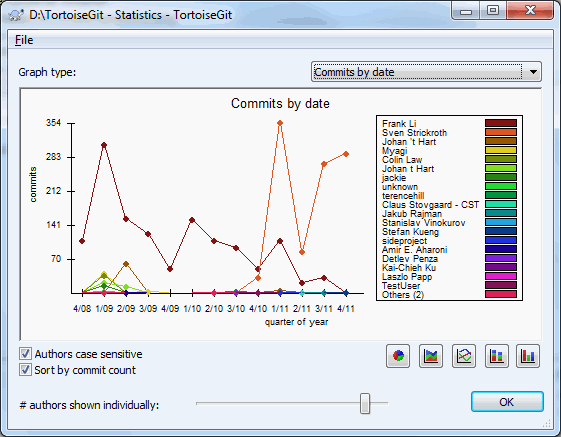 D:\TortoiseGit - Statistics - TortoiseGit
File
Graph type:
Commits by date
Commits by date
354
283
212
141
70
commits
4/08 1/09 2/09 3/09 4/09 1/10 2/10 3/10 4/10 1/11 2/11 3/11 4/11
quarter of year
Frank Li
Sven Strickroth
Johan 't Hart
Myagi
Colin Law
Johan t Hart
jackie
unknown
terencehill
Claus Stovgaard - CST
Jakub Rajman
Stanislav Vinokurov
Stefan Kueng
sideproject
Amir E. Aharoni
Detlev Penza
Kai-Chieh Ku
Laszlo Papp
TestUser
Others (2)
Authors case sensitive
Sort by commit count
# authors shown individually:
OK